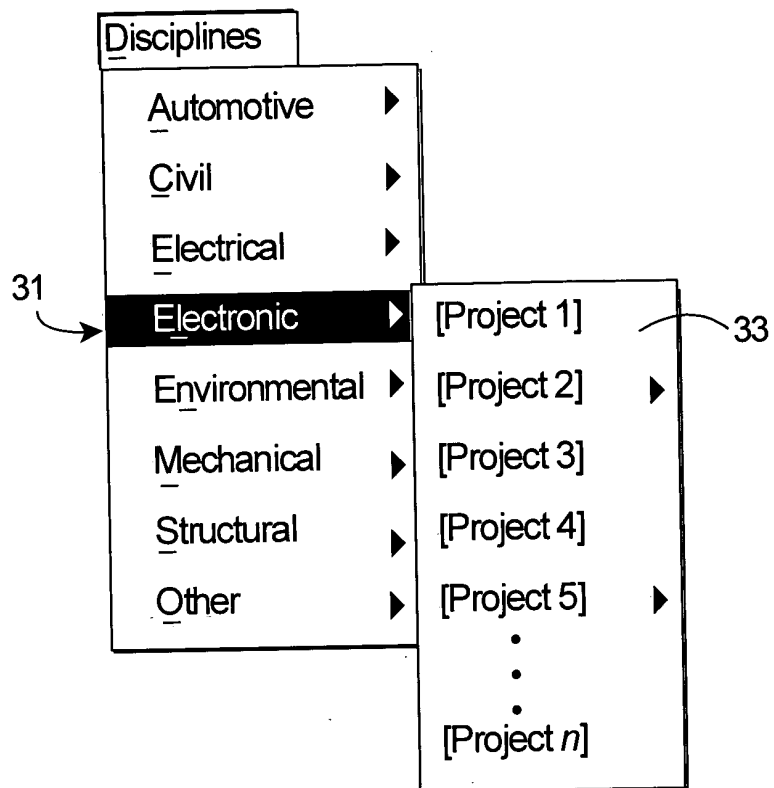 Disciplines
Automotive
Civil
Electrical
Electronic
Environmental
Mechanical
Structural
Other
31
[Project 1]
[Project 2]
[Project 3]
[Project 4]
[Project 5]
[Project n]
33